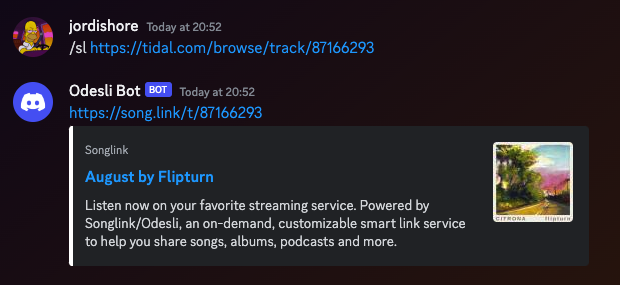 jordishore Today at 20:52
/sl https://tidal.com/browse/track/87166293
Odesli Bot BOT Today at 20:52
https://song.link/t/87166293
Songlink
August by Flipturn
Listen now on your favorite streaming service. Powered by
Songlink/Odesli, an on-demand, customizable smart link service
to help you share songs, albums, podcasts and more.
CITRONA flipturn